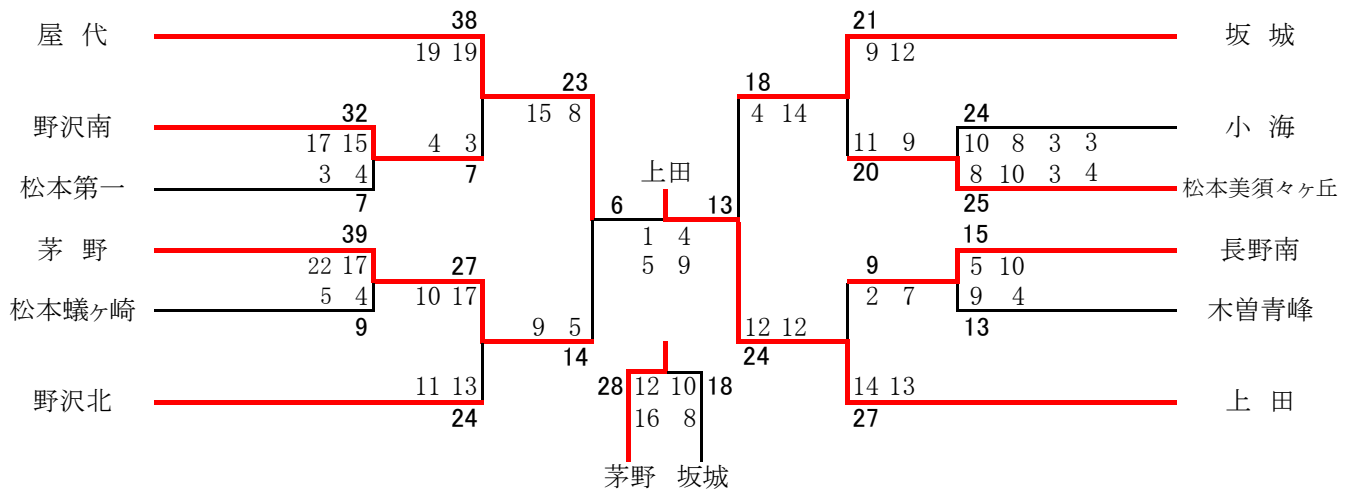 38 21
屋 代 坂 城
19 19 9 12
23 18
32 15 8 4 14 24
野沢南 小 海
17 15 4 3 11 9 10 8 3 3
3 4 7 上田 20 8 10 3 4
松本第一 松本美須々ヶ丘
7 6 13 25
39 1 4 15
茅 野 長野南
22 17 27 5 9 9 5 10
5 4 10 17 2 7 9 4
松本蟻ヶ崎 木曽青峰
9 9 5 12 12 13
14 24
11 13 28 12 10 18 14 13
野沢北 上 田
24 16 8 27
茅野 坂城